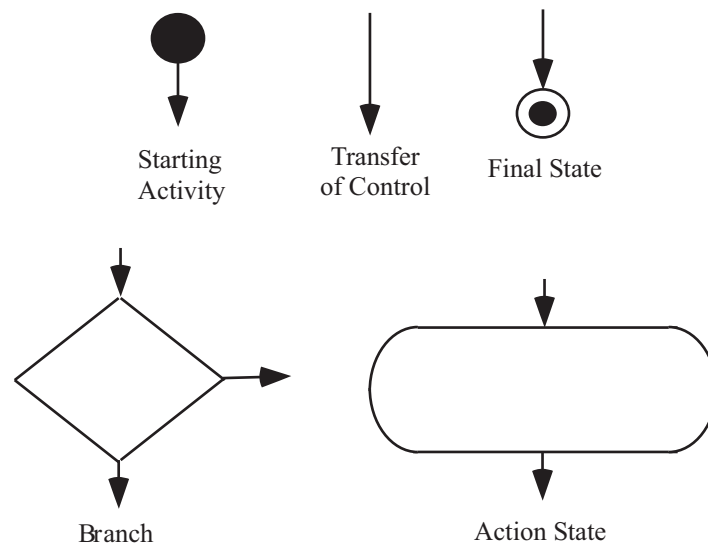 Starting
Activity
Transfer
of Control
Final State
Branch
Action State